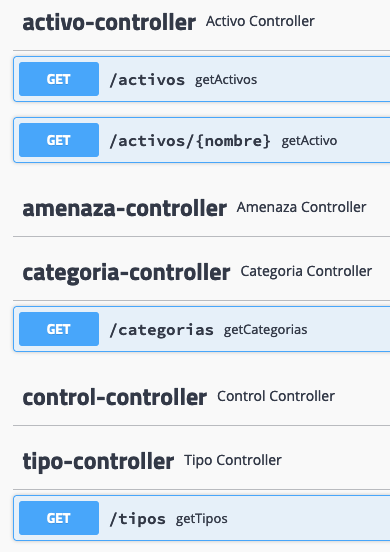 activo-controller Activo Controller
GET /activos getActivos
GET /activos/{nombre} getActivo
amenaza-controller Amenaza Controller
categoria-controller Categoria Controller
GET /categorias getCategorias
control-controller Control Controller
tipo-controller Tipo Controller
GET /tipos getTipos